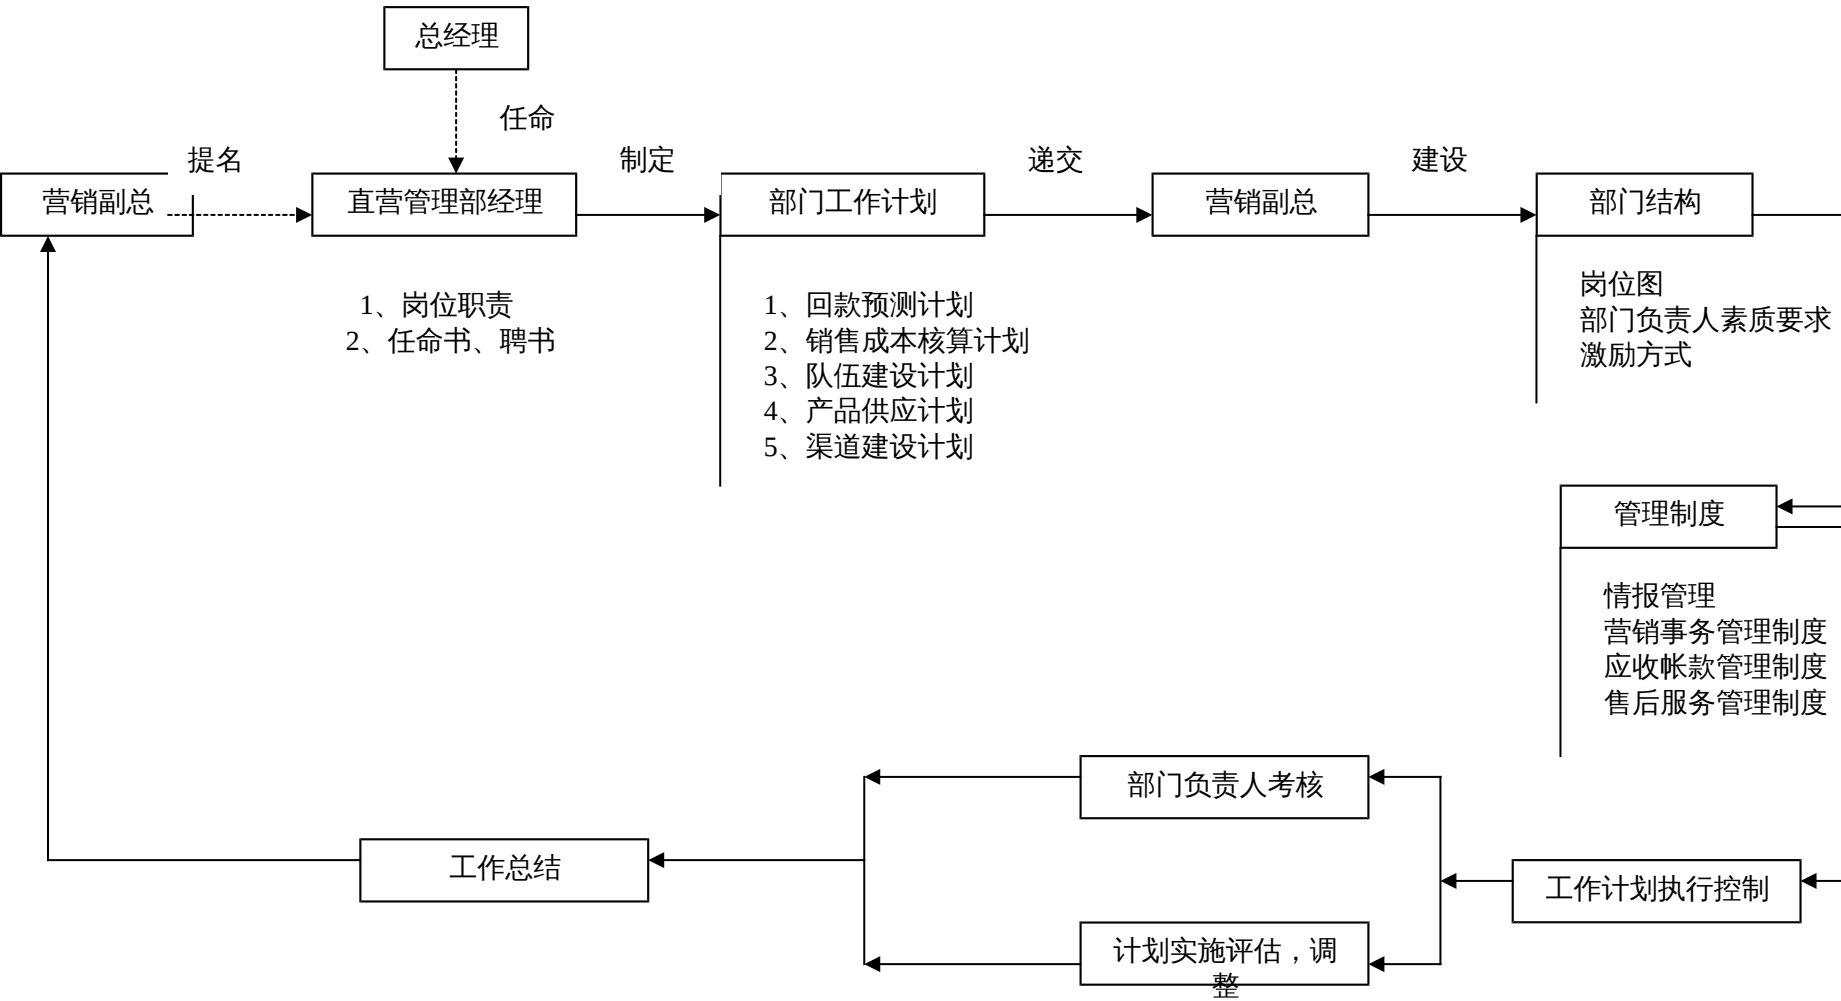 总经理
任命
提名
制定
递交
建设
营销副总
直营管理部经理
部门工作计划
营销副总
部门结构
1、岗位职责
2、任命书、聘书
1、回款预测计划
2、销售成本核算计划
3、队伍建设计划
4、产品供应计划
5、渠道建设计划
岗位图
部门负责人素质要求
激励方式
管理制度
情报管理
营销事务管理制度
应收帐款管理制度
售后服务管理制度
部门负责人考核
工作总结
工作计划执行控制
计划实施评估，调
整